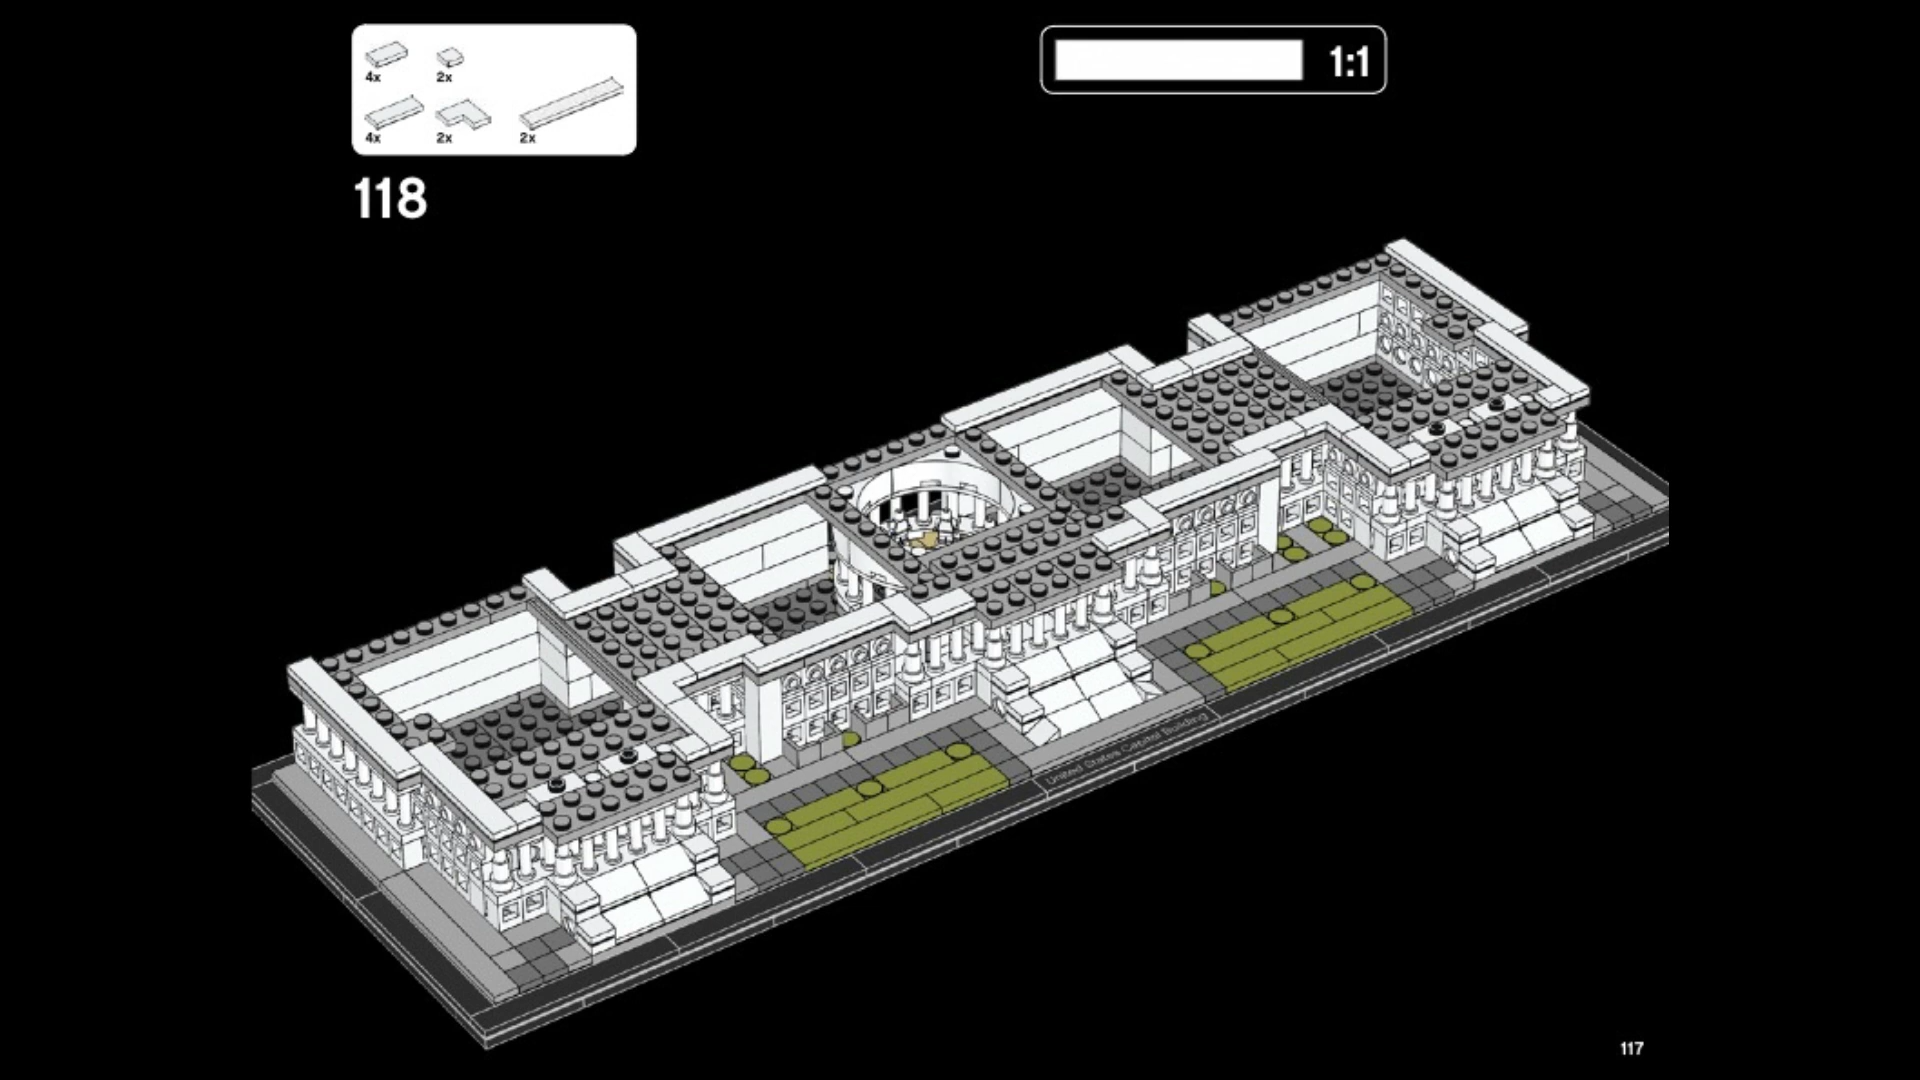 4x 2x
4x 2x 2x
1:1
118
United States Capitol Building
117